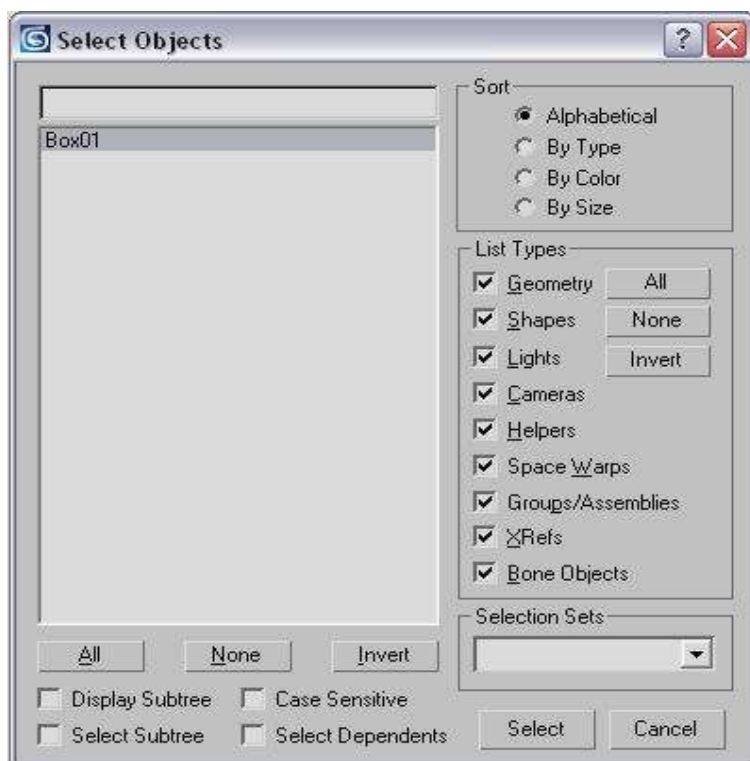 Select Objects
Box01
Sort
Alphabetical
By Type
By Color
By Size
List Types
Geometry
All
Shapes
None
Lights
Invert
Cameras
Helpers
Space Warps
Groups/Assemblies
XRefs
Bone Objects
Selection Sets
All
None
Invert
Display Subtree
Case Sensitive
Select Subtree
Select Dependents
Select
Cancel